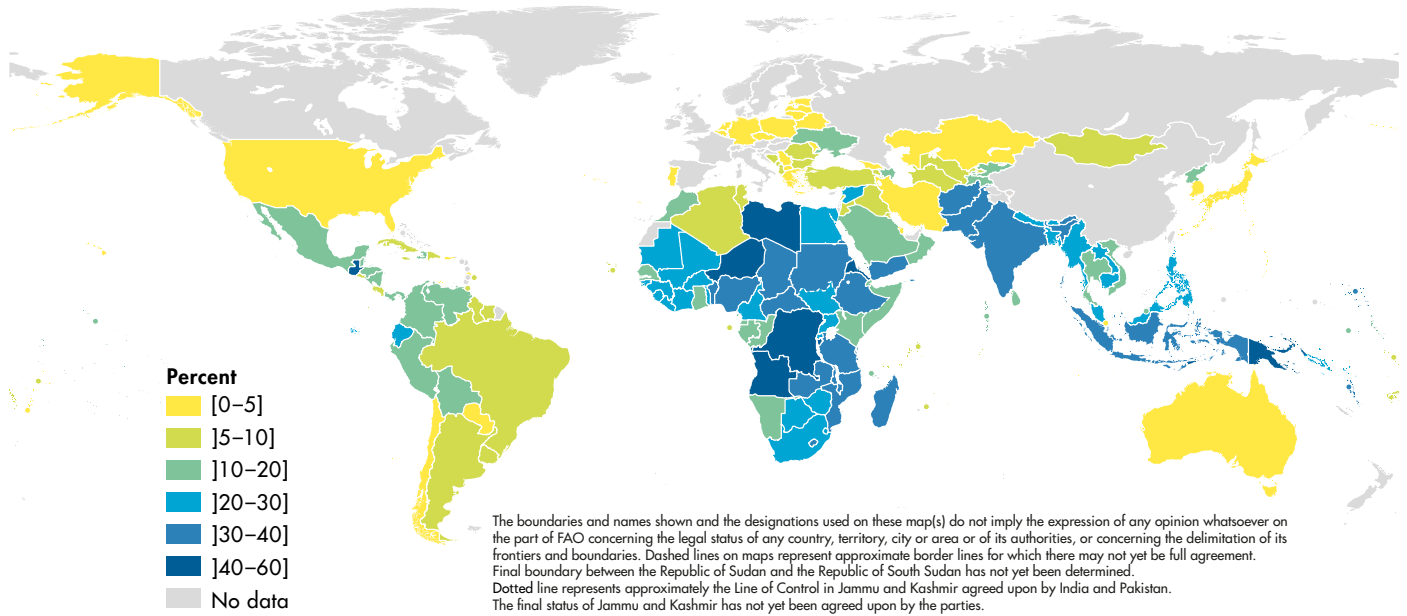 Percent
[0–5]
]5–10]
]10–20]
]20–30]
]30–40]
]40–60]
No data
The boundaries and names shown and the designations used on these map(s) do not imply the expression of any opinion whatsoever on
the part of FAO concerning the legal status of any country, territory, city or area or of its authorities, or concerning the delimitation of its
frontiers and boundaries. Dashed lines on maps represent approximate border lines for which there may not yet be full agreement.
Final boundary between the Republic of Sudan and the Republic of South Sudan has not yet been determined.
Dotted line represents approximately the Line of Control in Jammu and Kashmir agreed upon by India and Pakistan.
The final status of Jammu and Kashmir has not yet been agreed upon by the parties.